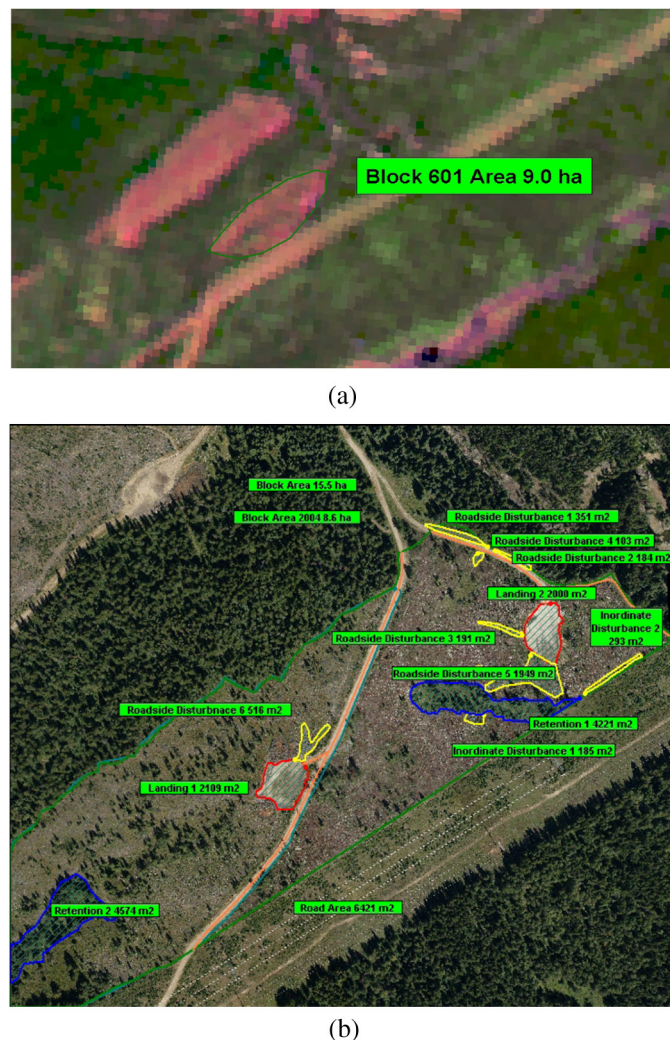 Block 601 Area 9.0 ha
(a)
Block Area 15.5 ha
Block Area 2004 8.6 ha
Roadside Disturbance 1 351 m2
Roadside Disturbance 4 103 m2
Roadside Disturbance 2 184 m2
Landing 2 2000 m2
Inordinate
Disturbance 2
293 m2
Roadside Disturbance 3 191 m2
Roadside Disturbance 5 1949 m2
Roadside Disturbnace 6 516 m2
Retention 1 4221 m2
Inordinate Disturbance 1 185 m2
Landing 1 2109 m2
Retention 2 4574 m2
Road Area 6421 m2
(b)